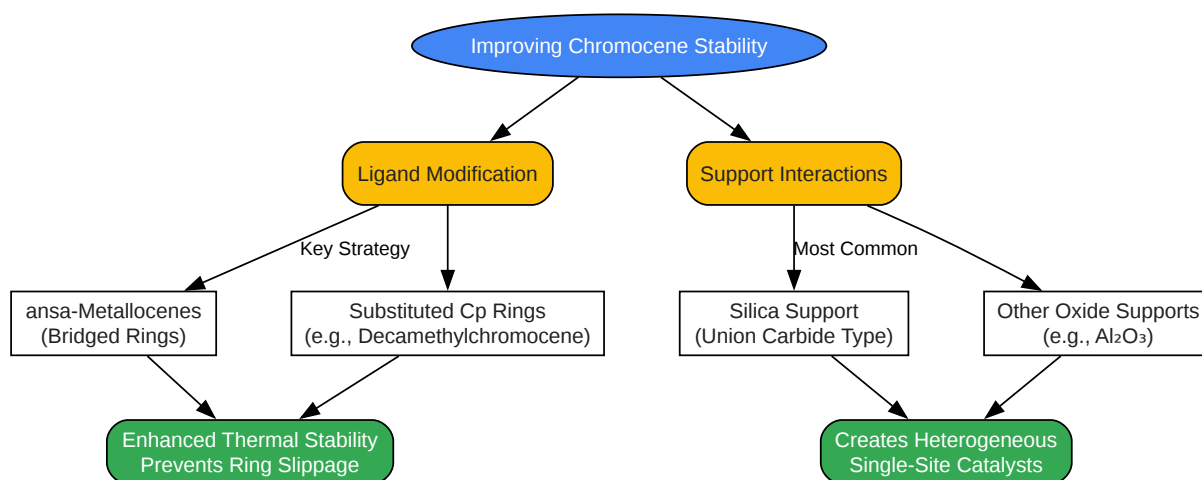 Improving Chromocene Stability
Ligand Modification
Support Interactions
Key Strategy
Most Common
ansa-Metallocenes
(Bridged Rings)
Substituted Cp Rings
(e.g., Decamethylchromocene)
Silica Support
(Union Carbide Type)
Other Oxide Supports
(e.g., Al₂O₃)
Enhanced Thermal Stability
Prevents Ring Slippage
Creates Heterogeneous
Single-Site Catalysts